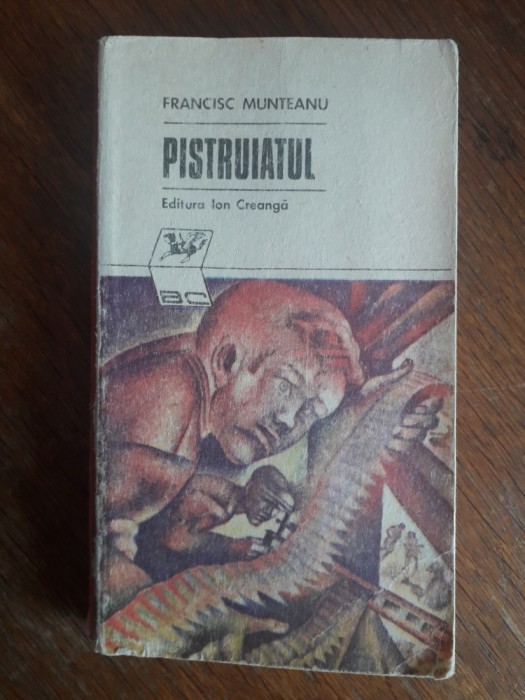 FRANCISC MUNTEANU
PISTRUIATUL
Editura Ion Creangă
BC